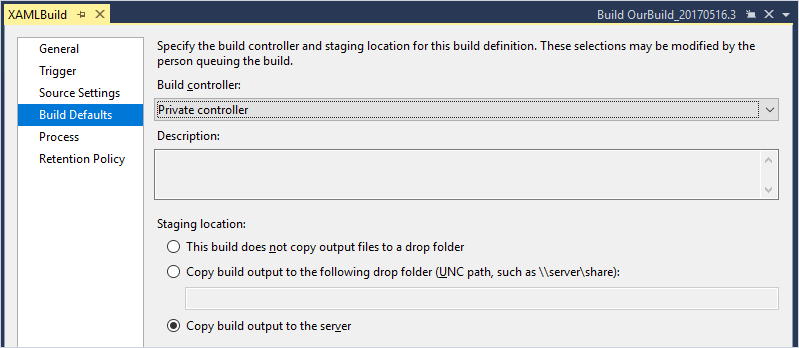 XAMLBuild
Build OurBuild_20170516.3
General
Trigger
Source Settings
Build Defaults
Process
Retention Policy
Specify the build controller and staging location for this build definition. These selections may be modified by the
person queuing the build.
Build controller:
Private controller
Description:
Staging location:
This build does not copy output files to a drop folder
Copy build output to the following drop folder (UNC path, such as \\server\share):
Copy build output to the server